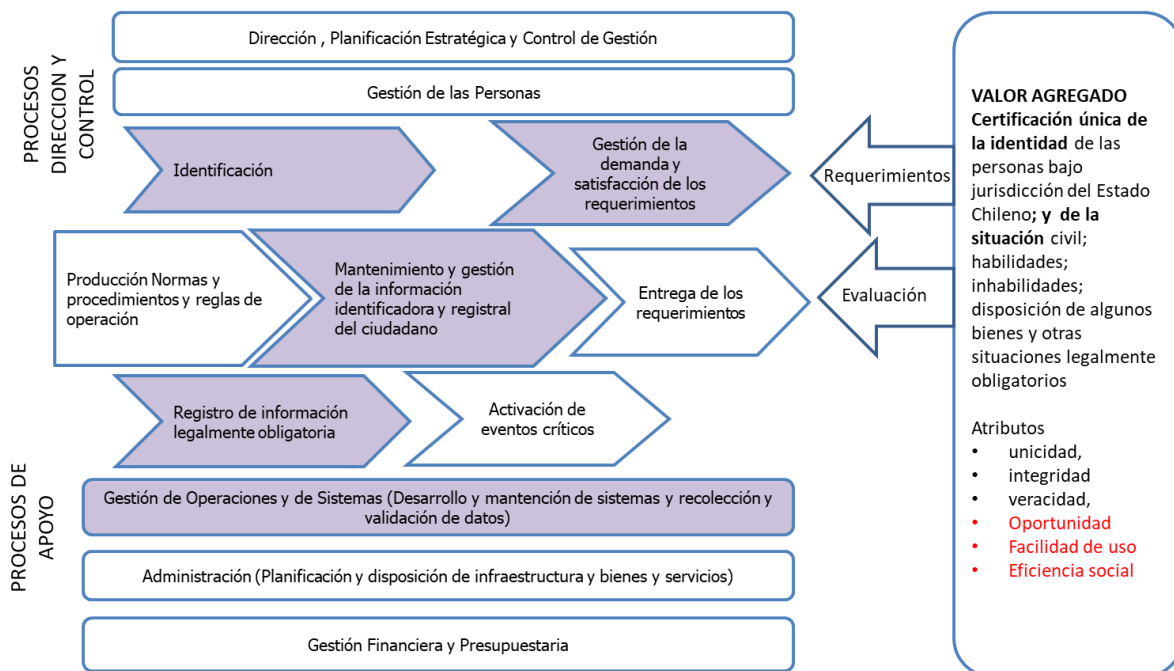 PROCESOS
DIRECCION Y
CONTROL
Dirección , Planificación Estratégica y Control de Gestión
Gestión de las Personas
Identificación
Gestión de la
demanda y
satisfacción de los
requerimientos
Requerimientos
Producción Normas y
procedimientos y reglas de
operación
Mantenimiento y gestión
de la información
identificadora y registral
del ciudadano
Entrega de los
requerimientos
Evaluación
Registro de información
legalmente obligatoria
Activación de
eventos críticos
PROCESOS DE
APOYO
Gestión de Operaciones y de Sistemas (Desarrollo y mantención de sistemas y recolección y
validación de datos)
Administración (Planificación y disposición de infraestructura y bienes y servicios)
Gestión Financiera y Presupuestaria
VALOR AGREGADO
Certificación única de
la identidad de las
personas bajo
jurisdicción del Estado
Chileno; y de la
situación civil;
habilidades;
inhabilidades;
disposición de algunos
bienes y otras
situaciones legalmente
obligatorios
Atributos
• unicidad,
• integridad
• veracidad,
• Oportunidad
• Facilidad de uso
• Eficiencia social